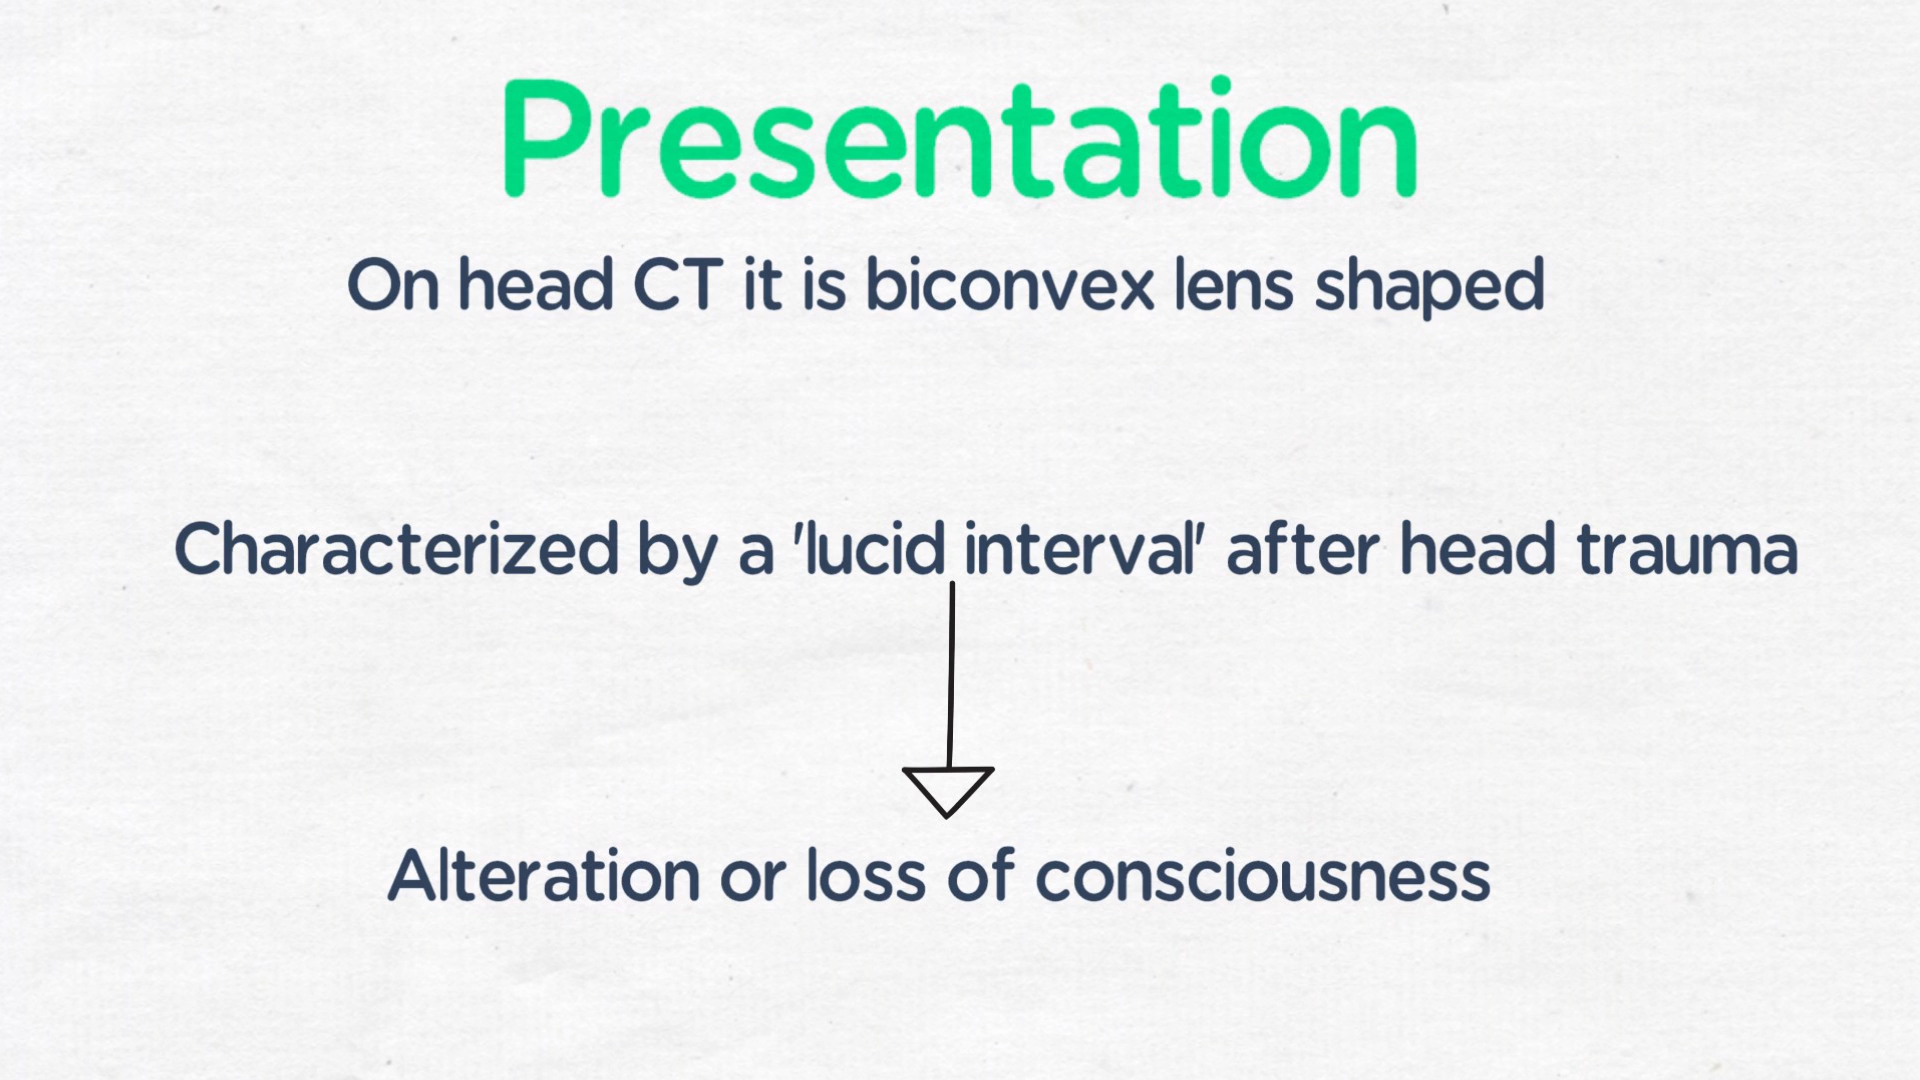 Presentation
On head CT it is biconvex lens shaped
Characterized by a 'lucid interval' after head trauma
Alteration or loss of consciousness